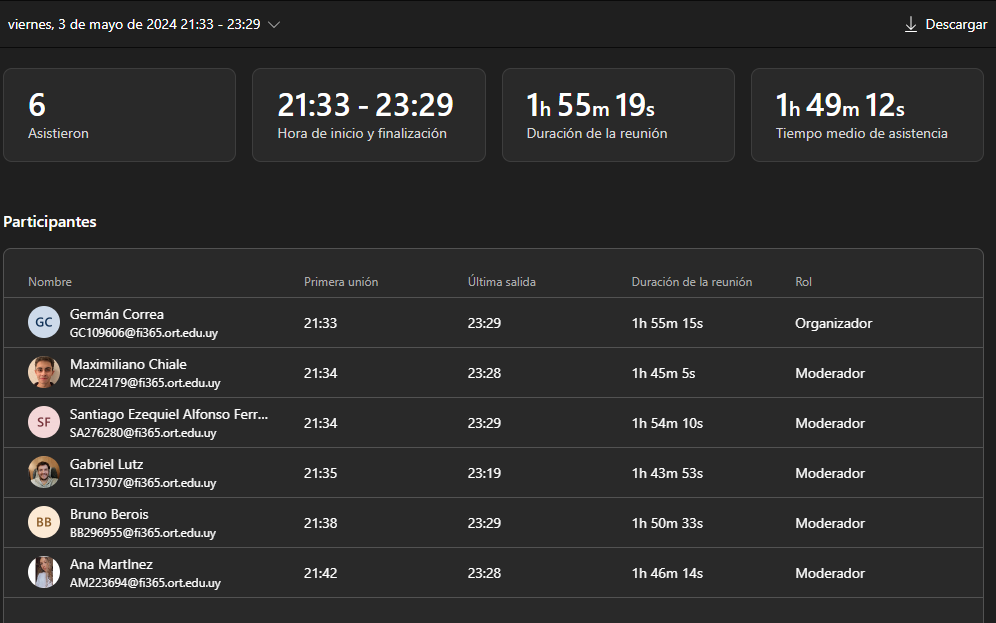 viernes, 3 de mayo de 2024 21:33 - 23:29
Descargar
6
Asistieron
21:33 - 23:29
Hora de inicio y finalización
1h 55m 19s
Duración de la reunión
1h 49m 12s
Tiempo medio de asistencia
Participantes
Nombre Primera unión Última salida Duración de la reunión Rol
GC Germán Correa
GC109606@fi365.ort.edu.uy
21:33 23:29 1h 55m 15s Organizador
Maximiliano Chiale
MC224179@fi365.ort.edu.uy
21:34 23:28 1h 45m 5s Moderador
SF Santiago Ezequiel Alfonso Ferr...
SA276280@fi365.ort.edu.uy
21:34 23:29 1h 54m 10s Moderador
Gabriel Lutz
GL173507@fi365.ort.edu.uy
21:35 23:19 1h 43m 53s Moderador
BB Bruno Berois
BB296955@fi365.ort.edu.uy
21:38 23:29 1h 50m 33s Moderador
Ana MartInez
AM223694@fi365.ort.edu.uy
21:42 23:28 1h 46m 14s Moderador